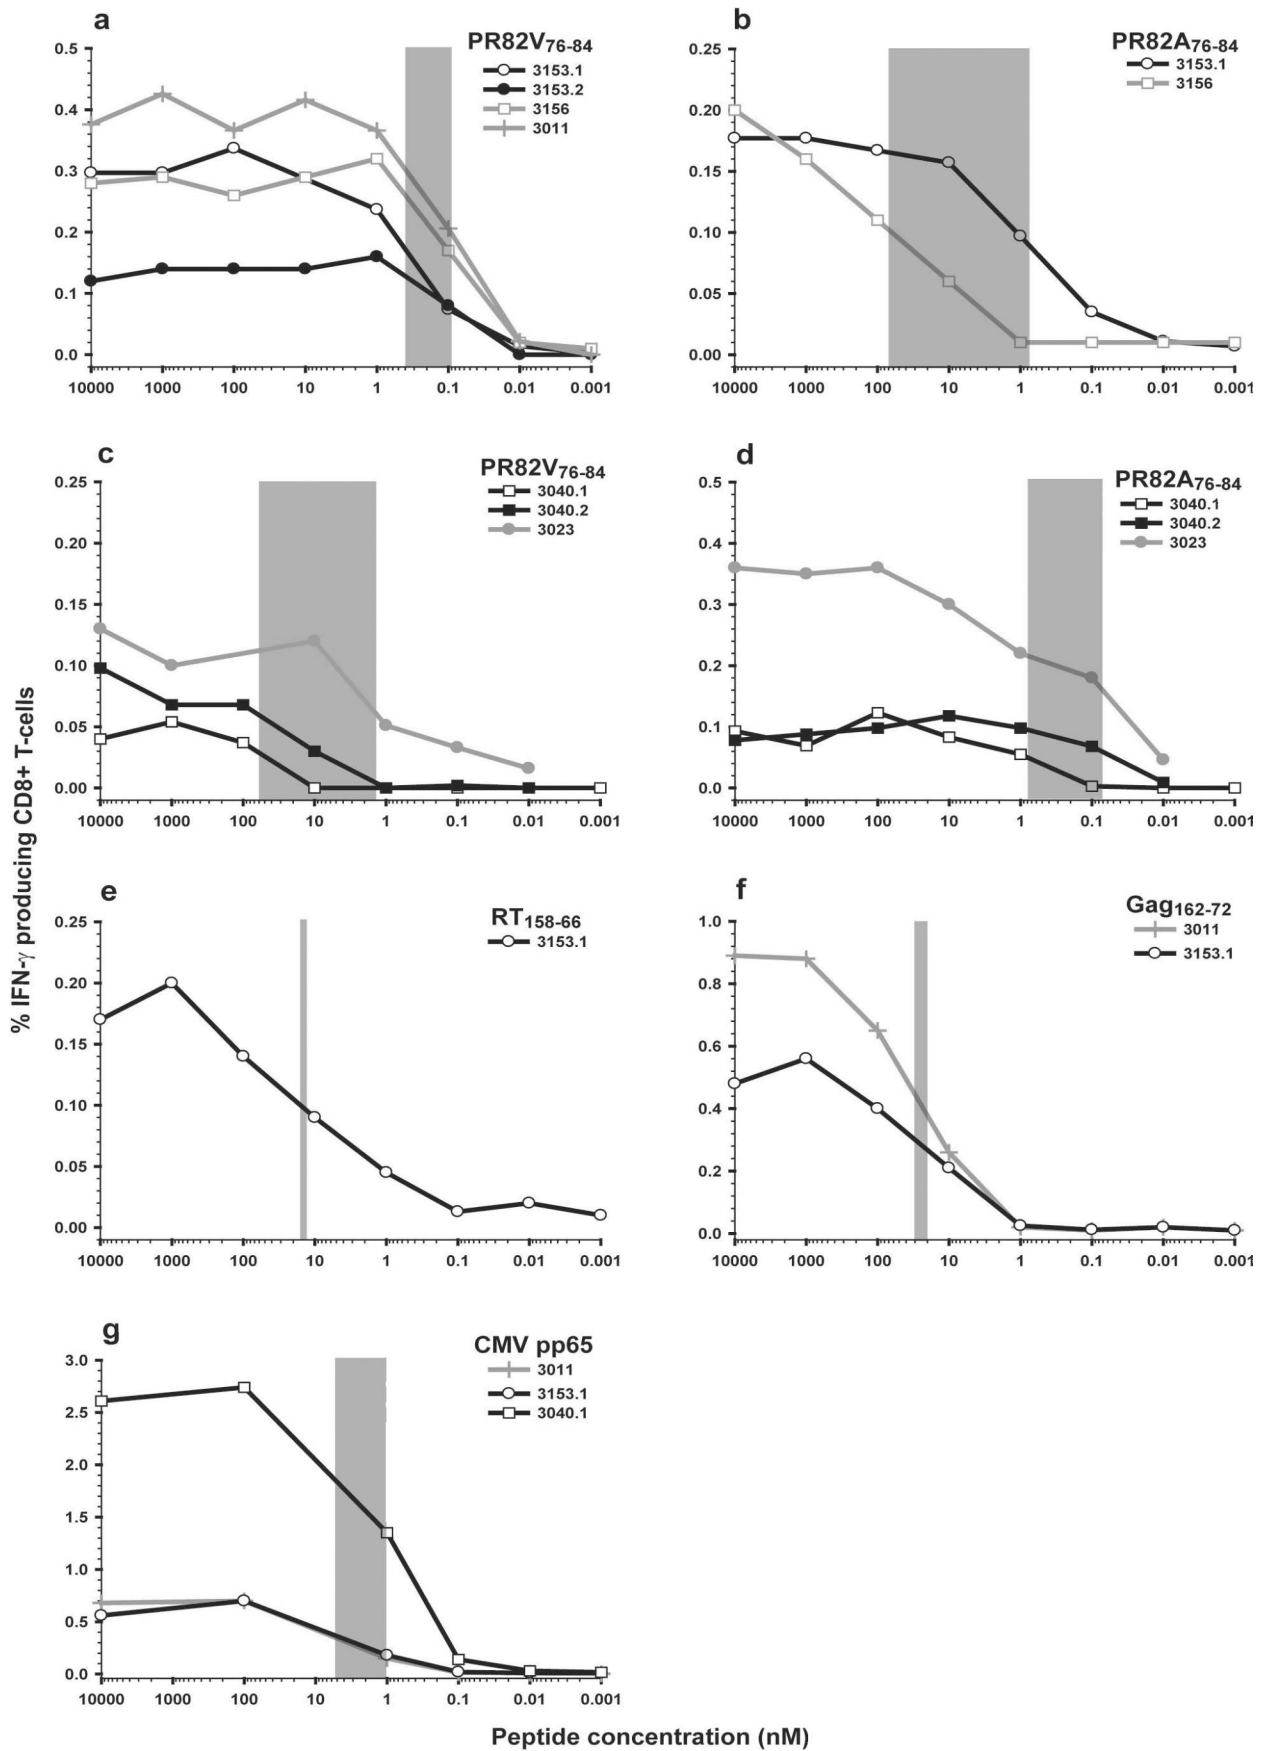 a
PR82V76-84
3153.1
3153.2
3156
3011
0.5
0.4
0.3
0.2
0.1
0.0
10000 1000 100 10 1 0.1 0.01 0.001
b
PR82A76-84
3153.1
3156
0.25
0.20
0.15
0.10
0.05
0.00
10000 1000 100 10 1 0.1 0.01 0.001
c
PR82V76-84
3040.1
3040.2
3023
0.25
0.20
0.15
0.10
0.05
0.00
10000 1000 100 10 1 0.1 0.01 0.001
d
PR82A76-84
3040.1
3040.2
3023
0.5
0.4
0.3
0.2
0.1
0.0
10000 1000 100 10 1 0.1 0.01 0.001
% IFN-γ producing CD8+ T-cells
e
RT158-66
3153.1
0.25
0.20
0.15
0.10
0.05
0.00
10000 1000 100 10 1 0.1 0.01 0.001
f
Gag162-72
3011
3153.1
1.0
0.8
0.6
0.4
0.2
0.0
10000 1000 100 10 1 0.1 0.01 0.001
g
CMV pp65
3011
3153.1
3040.1
3.0
2.5
2.0
1.5
1.0
0.5
0.0
10000 1000 100 10 1 0.1 0.01 0.001
Peptide concentration (nM)